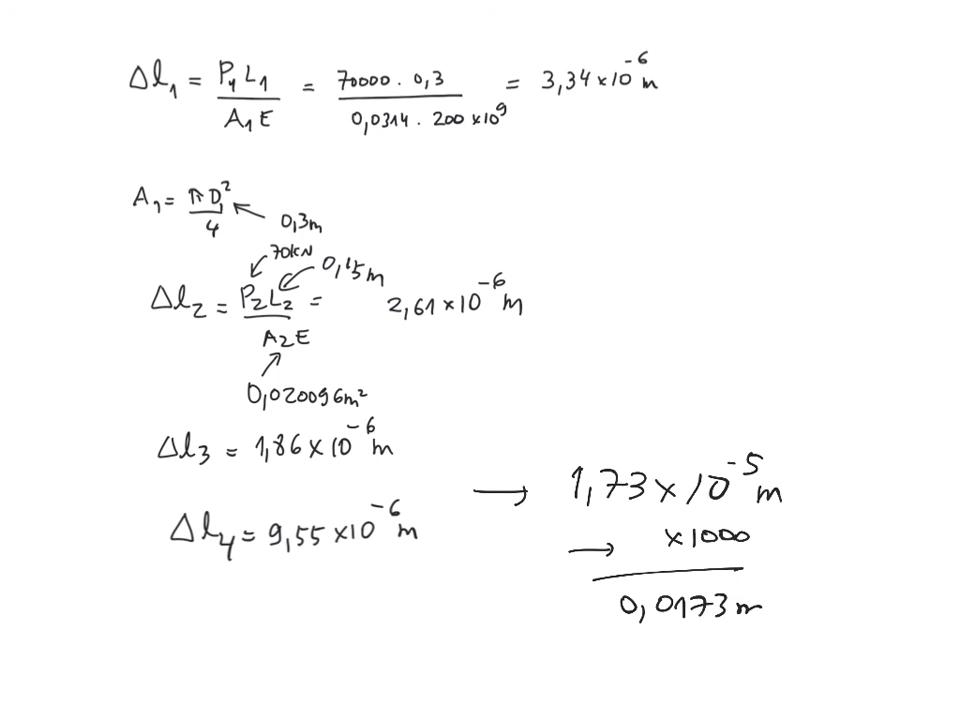 Δl₁ = P₁L₁ / A₁E = 70000 . 0,3 / 0,0314 . 200 x10⁹ = 3,34 x10⁻⁶ m
A₁ = πD₁² / 4
0,3m
70kN
0,15m
Δl₂ = P₂L₂ / A₂E = 2,61 x10⁻⁶ m
0,020096m²
Δl₃ = 1,86 x 10⁻⁶ m
Δl₄ = 9,55 x10⁻⁶ m
→ 1,73 x 10⁻⁵ m
→ x1000
0,0173 m